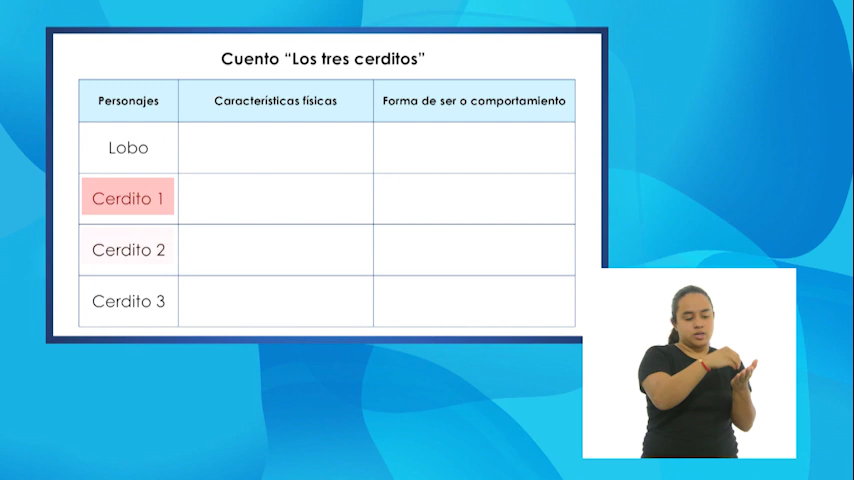 Cuento “Los tres cerditos”
Personajes Características físicas Forma de ser o comportamiento
Lobo
Cerdito 1
Cerdito 2
Cerdito 3